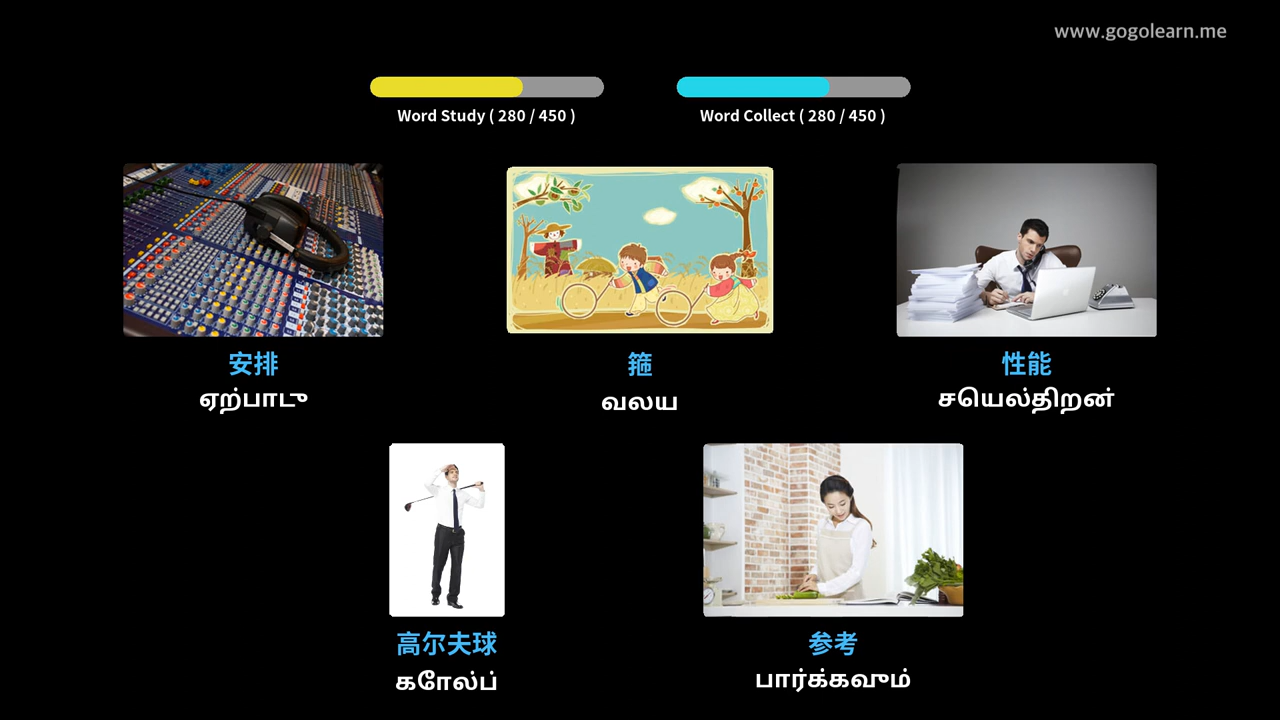 www.gogolearn.me
Word Study ( 280 / 450 )
Word Collect ( 280 / 450 )
安排
ஏற்பாடு
箍
வலய
性能
சயெல்திறன்
高尔夫球
கோல்ப்
参考
பார்க்கவும்